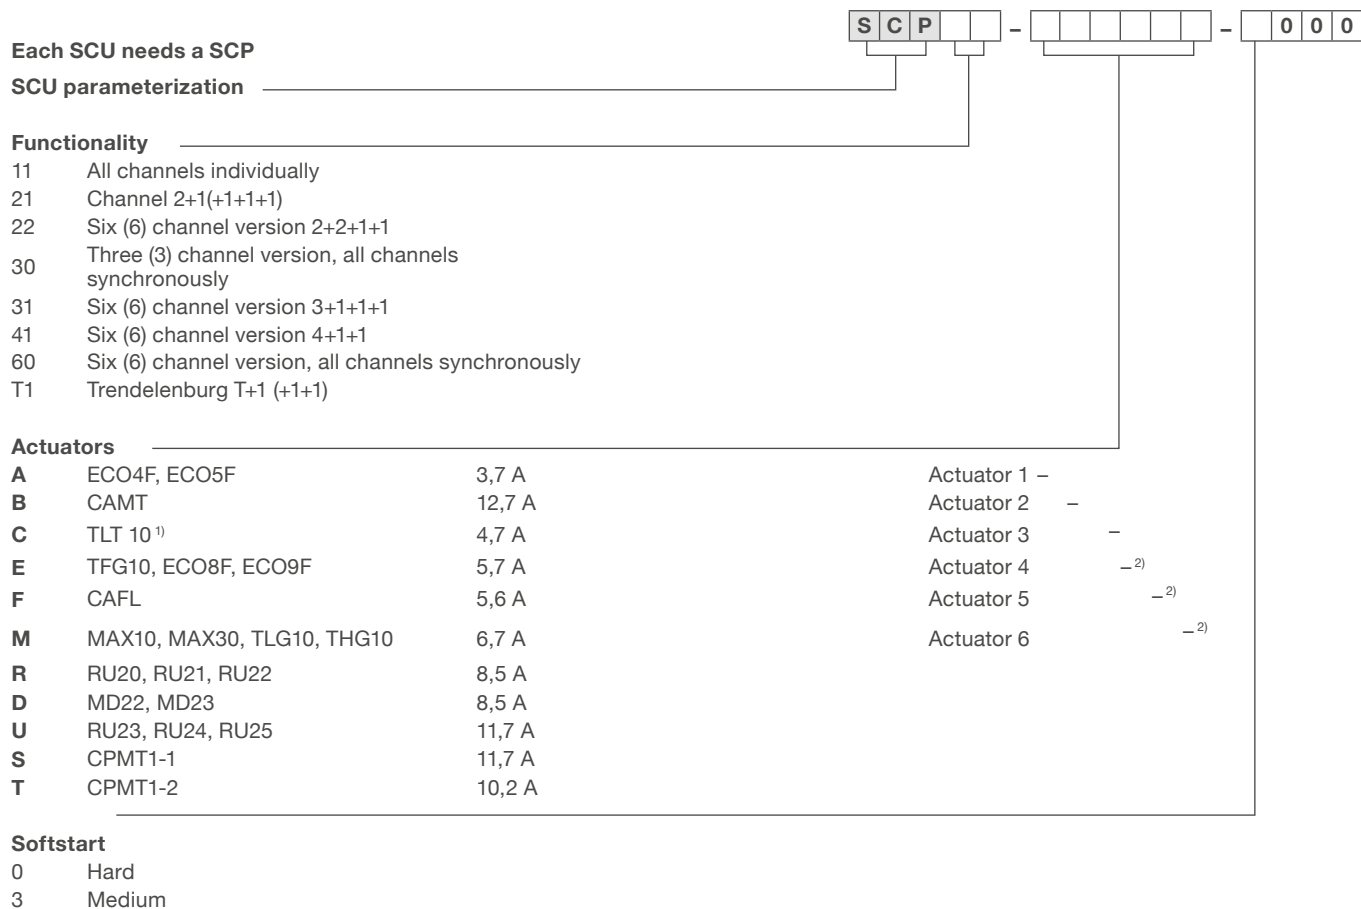 S C P – – 0 0 0
Each SCU needs a SCP
SCU parameterization
Functionality
11 All channels individually
21 Channel 2+1(+1+1+1)
22 Six (6) channel version 2+2+1+1
30 Three (3) channel version, all channels
synchronously
31 Six (6) channel version 3+1+1+1
41 Six (6) channel version 4+1+1
60 Six (6) channel version, all channels synchronously
T1 Trendelenburg T+1 (+1+1)
Actuators
A ECO4F, ECO5F 3,7 A Actuator 1 –
B CAMT 12,7 A Actuator 2 –
C TLT 10 1) 4,7 A Actuator 3 –
E TFG10, ECO8F, ECO9F 5,7 A Actuator 4 – 2)
F CAFL 5,6 A Actuator 5 – 2)
M MAX10, MAX30, TLG10, THG10 6,7 A Actuator 6 – 2)
R RU20, RU21, RU22 8,5 A
D MD22, MD23 8,5 A
U RU23, RU24, RU25 11,7 A
S CPMT1-1 11,7 A
T CPMT1-2 10,2 A
Softstart
0 Hard
3 Medium